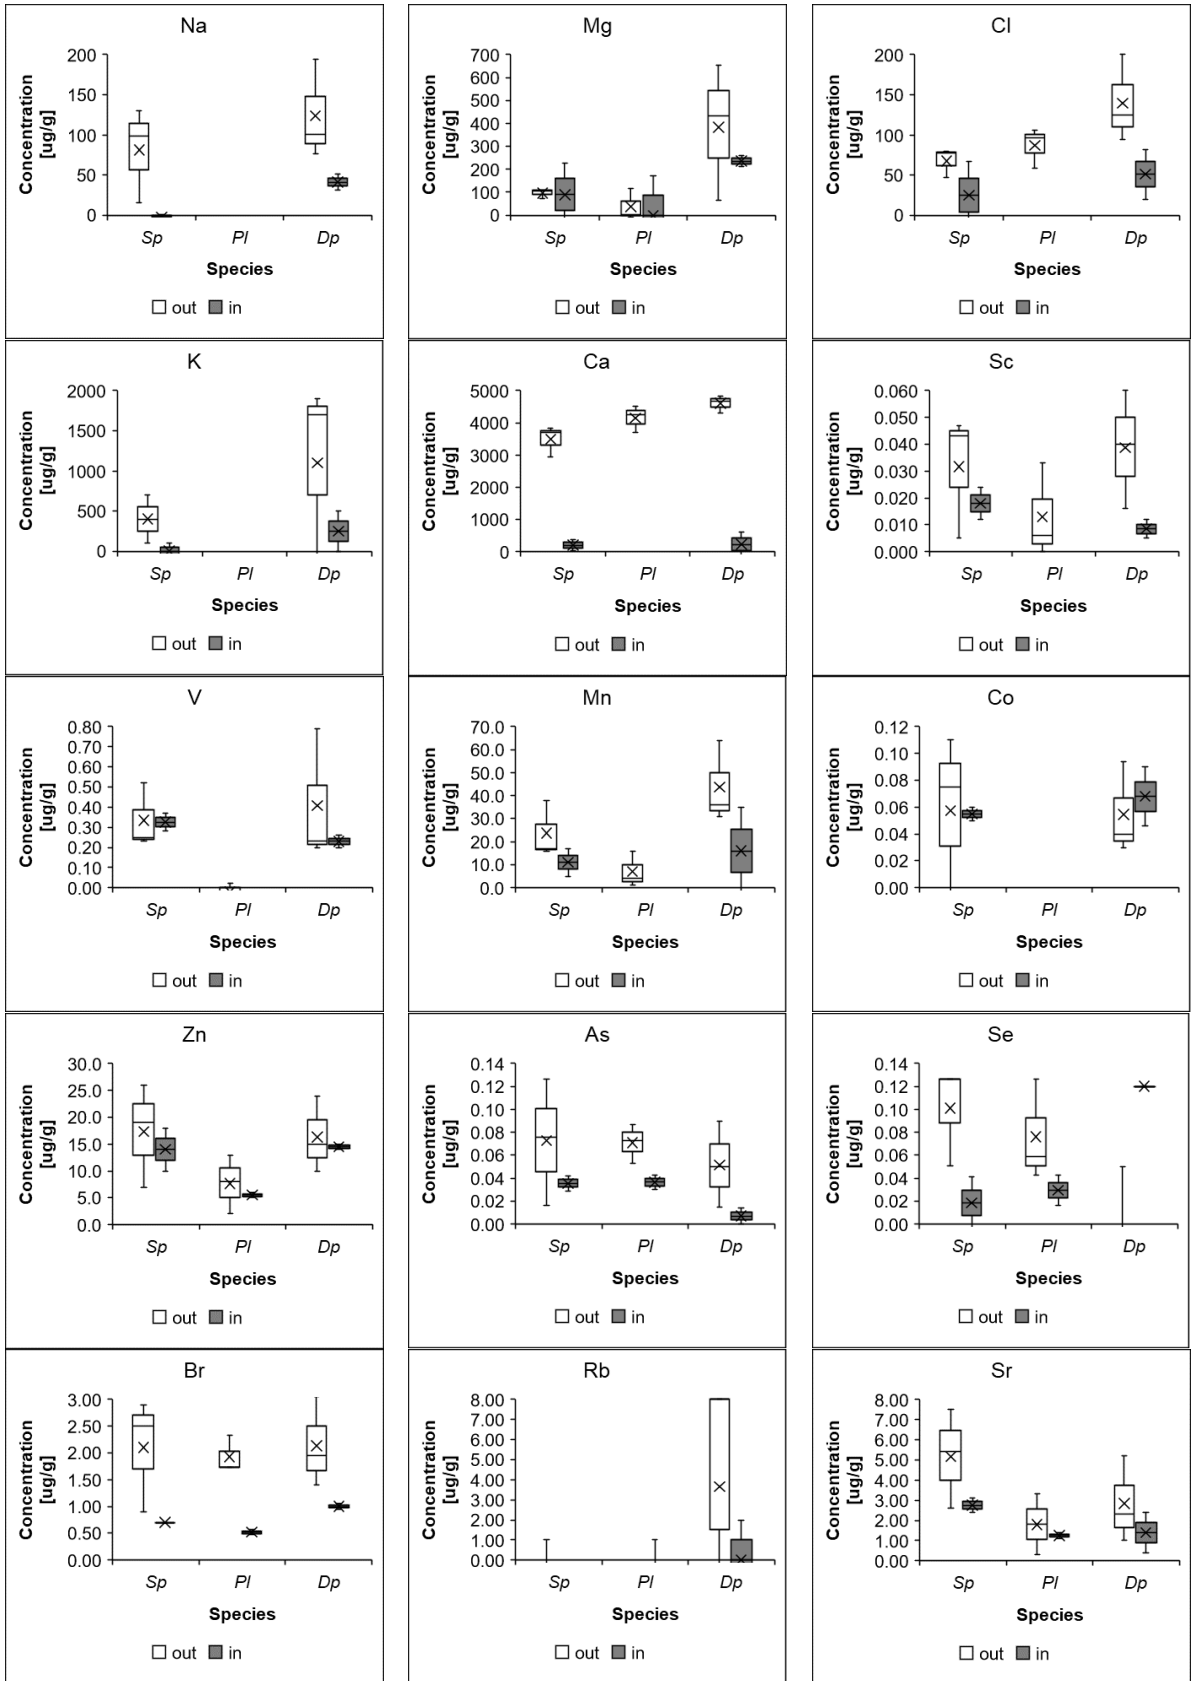 Na
Concentration
[ug/g]
200
150
100
50
0
Sp Pl Dp
Species
out in
Mg
Concentration
[ug/g]
700
600
500
400
300
200
100
0
Sp Pl Dp
Species
out in
Cl
Concentration
[ug/g]
200
150
100
50
0
Sp Pl Dp
Species
out in
K
Concentration
[ug/g]
2000
1500
1000
500
0
Sp Pl Dp
Species
out in
Ca
Concentration
[ug/g]
5000
4000
3000
2000
1000
0
Sp Pl Dp
Species
out in
Sc
Concentration
[ug/g]
0.060
0.050
0.040
0.030
0.020
0.010
0.000
Sp Pl Dp
Species
out in
V
Concentration
[ug/g]
0.80
0.70
0.60
0.50
0.40
0.30
0.20
0.10
0.00
Sp Pl Dp
Species
out in
Mn
Concentration
[ug/g]
70.0
60.0
50.0
40.0
30.0
20.0
10.0
0.0
Sp Pl Dp
Species
out in
Co
Concentration
[ug/g]
0.12
0.10
0.08
0.06
0.04
0.02
0.00
Sp Pl Dp
Species
out in
Zn
Concentration
[ug/g]
30.0
25.0
20.0
15.0
10.0
5.0
0.0
Sp Pl Dp
Species
out in
As
Concentration
[ug/g]
0.14
0.12
0.10
0.08
0.06
0.04
0.02
0.00
Sp Pl Dp
Species
out in
Se
Concentration
[ug/g]
0.14
0.12
0.10
0.08
0.06
0.04
0.02
0.00
Sp Pl Dp
Species
out in
Br
Concentration
[ug/g]
3.00
2.50
2.00
1.50
1.00
0.50
0.00
Sp Pl Dp
Species
out in
Rb
Concentration
[ug/g]
8.00
7.00
6.00
5.00
4.00
3.00
2.00
1.00
0.00
Sp Pl Dp
Species
out in
Sr
Concentration
[ug/g]
8.00
7.00
6.00
5.00
4.00
3.00
2.00
1.00
0.00
Sp Pl Dp
Species
out in